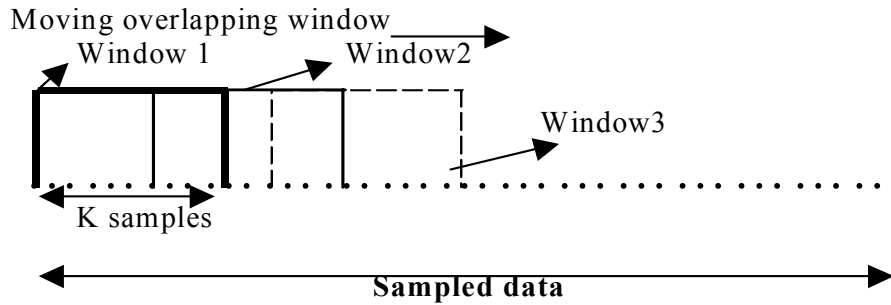 Moving overlapping window
Window 1
Window2
Window3
K samples
Sampled data